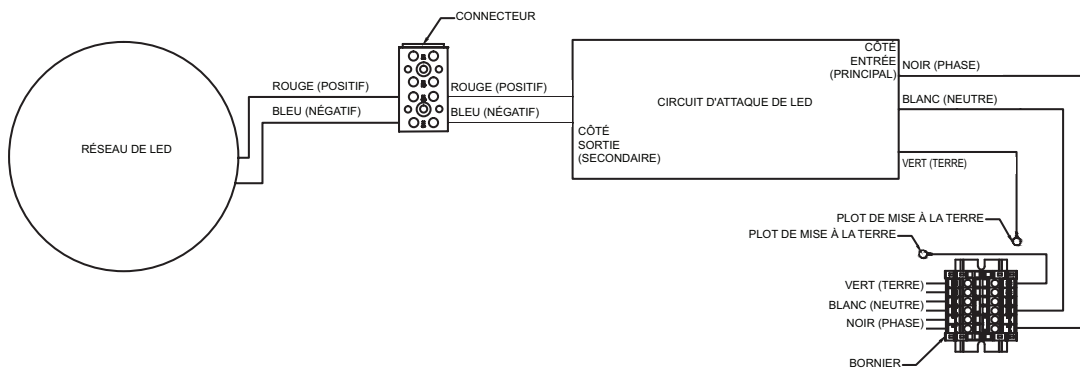 CONNECTEUR
CÔTÉ
ENTRÉE
(PRINCIPAL)
NOIR (PHASE)
ROUGE (POSITIF)
ROUGE (POSITIF)
BLANC (NEUTRE)
CIRCUIT D'ATTAQUE DE LED
BLEU (NÉGATIF)
BLEU (NÉGATIF)
CÔTÉ
SORTIE
(SECONDAIRE)
RÉSEAU DE LED
VERT (TERRE)
PLOT DE MISE À LA TERRE
PLOT DE MISE À LA TERRE
VERT (TERRE)
BLANC (NEUTRE)
NOIR (PHASE)
BORNIER